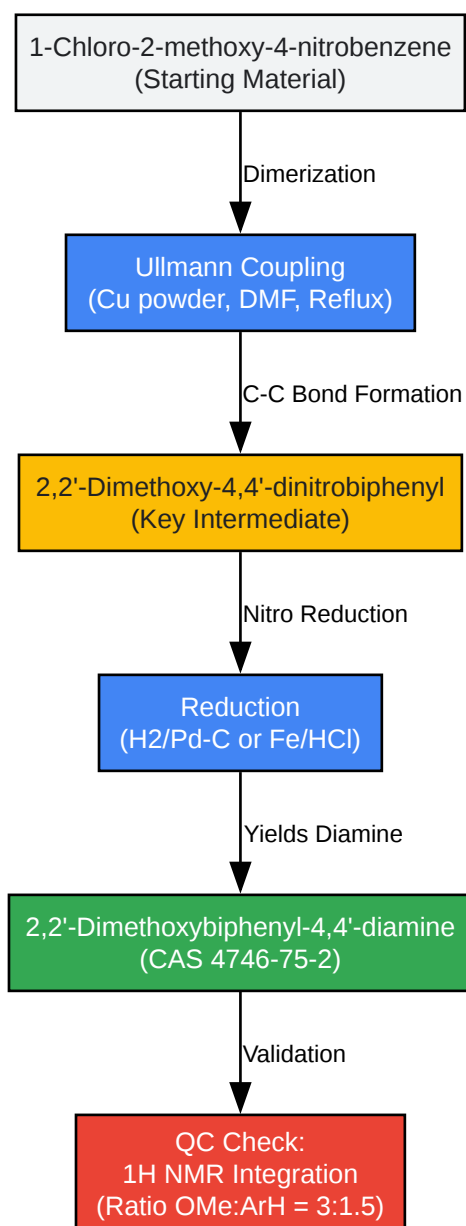 1-Chloro-2-methoxy-4-nitrobenzene
(Starting Material)
Dimerization
Ullmann Coupling
(Cu powder, DMF, Reflux)
C-C Bond Formation
2,2'-Dimethoxy-4,4'-dinitrobiphenyl
(Key Intermediate)
Nitro Reduction
Reduction
(H2/Pd-C or Fe/HCl)
Yields Diamine
2,2'-Dimethoxybiphenyl-4,4'-diamine
(CAS 4746-75-2)
Validation
QC Check:
1H NMR Integration
(Ratio OMe:ArH = 3:1.5)